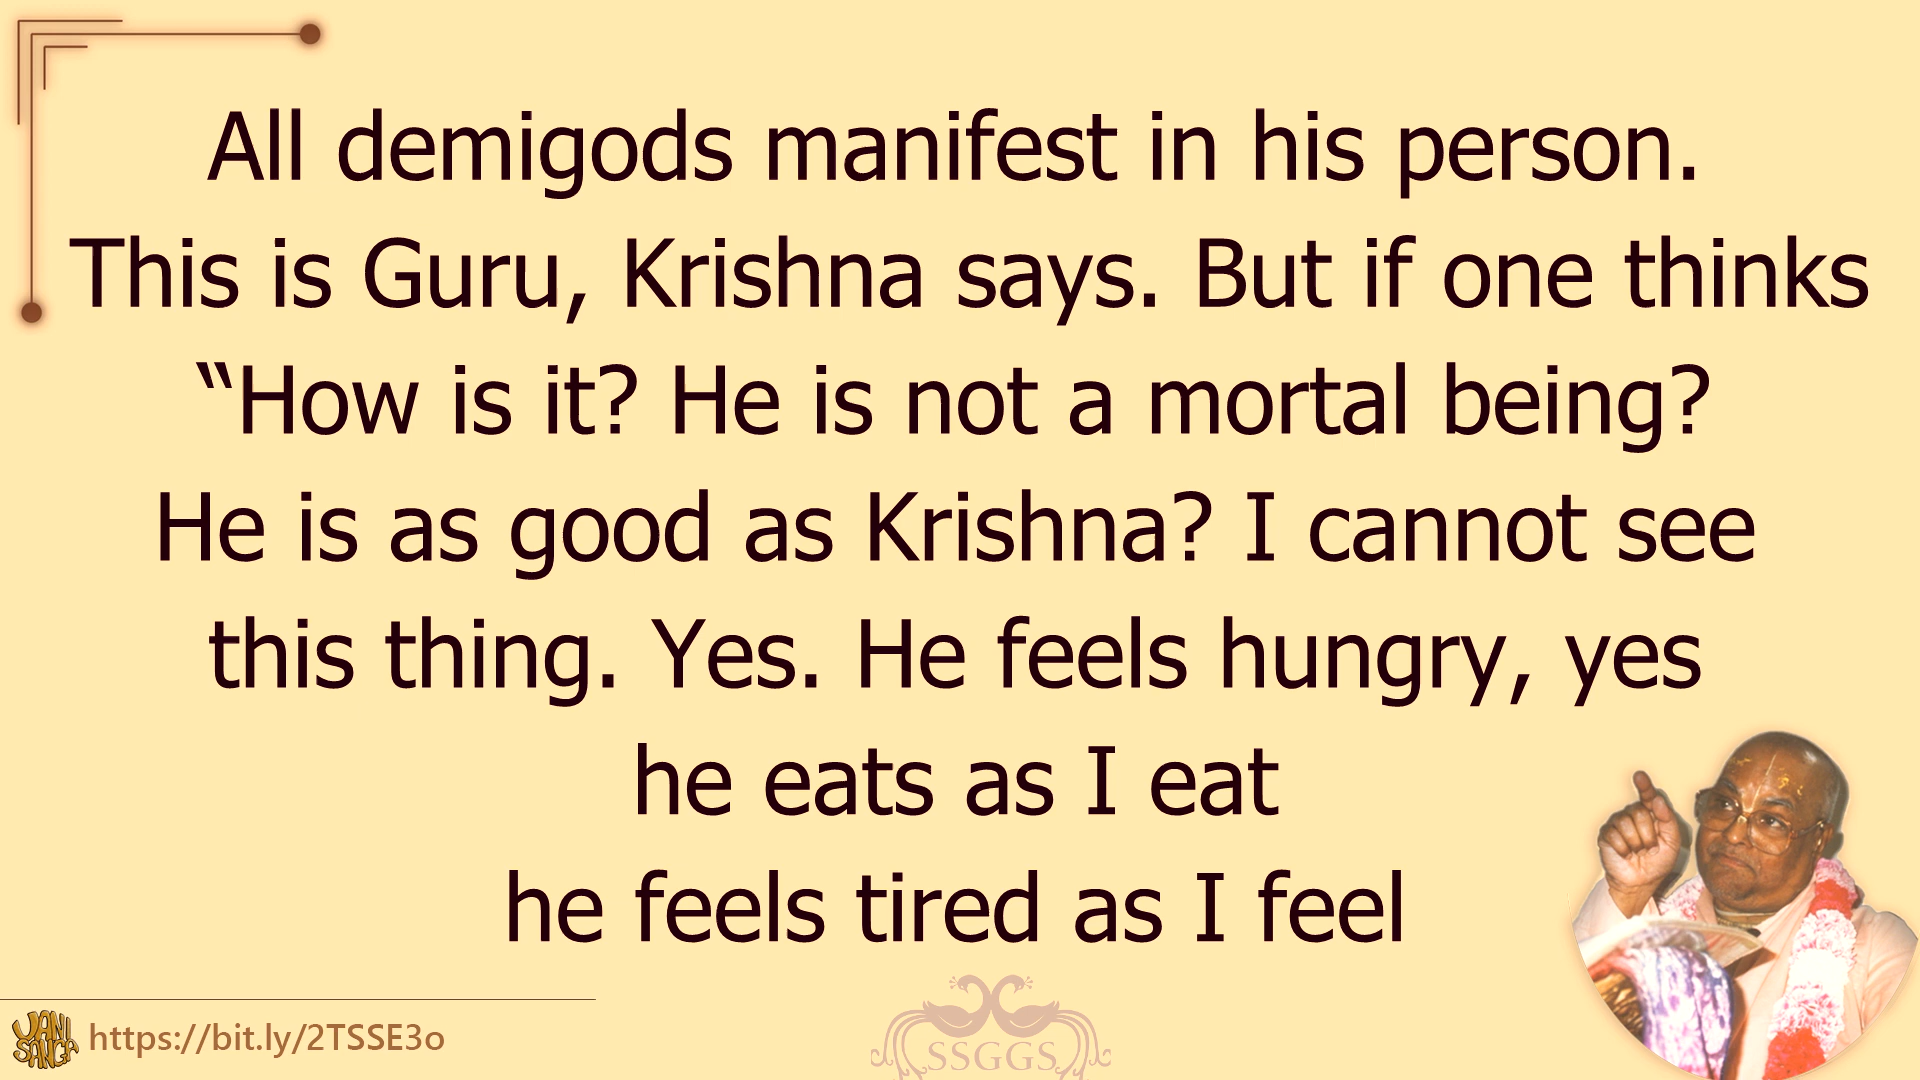 All demigods manifest in his person.
This is Guru, Krishna says. But if one thinks
“How is it? He is not a mortal being?
He is as good as Krishna? I cannot see
this thing. Yes. He feels hungry, yes
he eats as I eat
he feels tired as I feel
VANI
SANGA
https://bit.ly/2TSSE3o
SSGGS